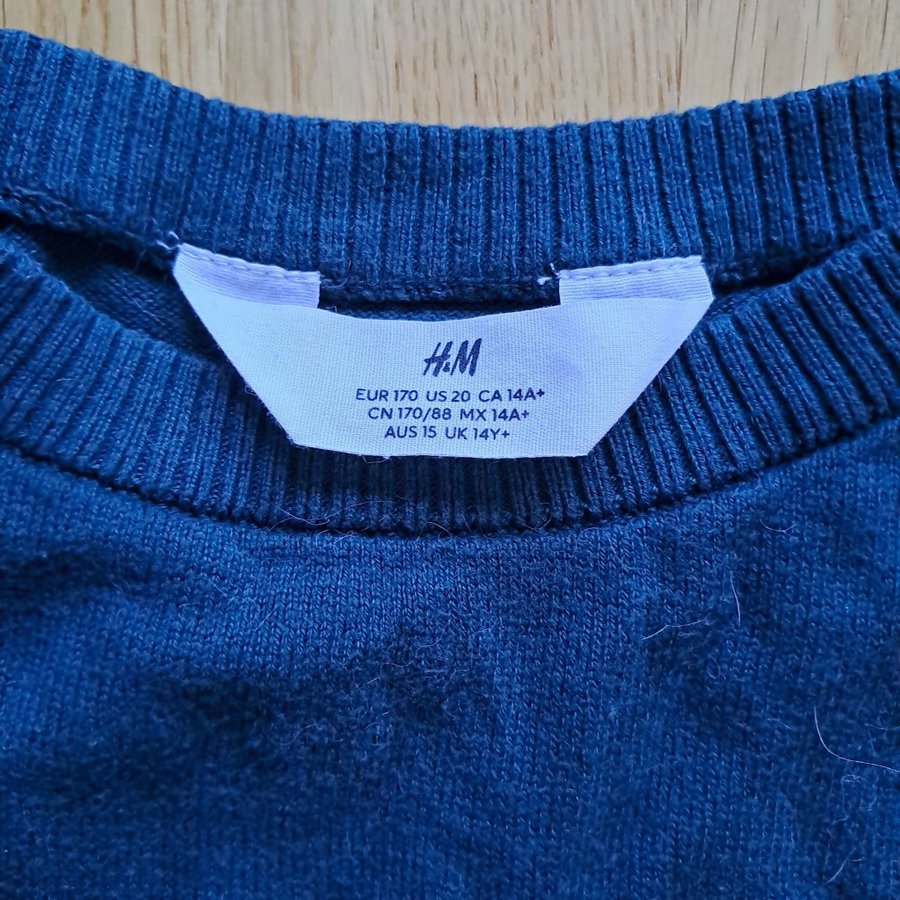 H&M
EUR 170 US 20 CA 14A+
CN 170/88 MX 14A+
AUS 15 UK 14Y+